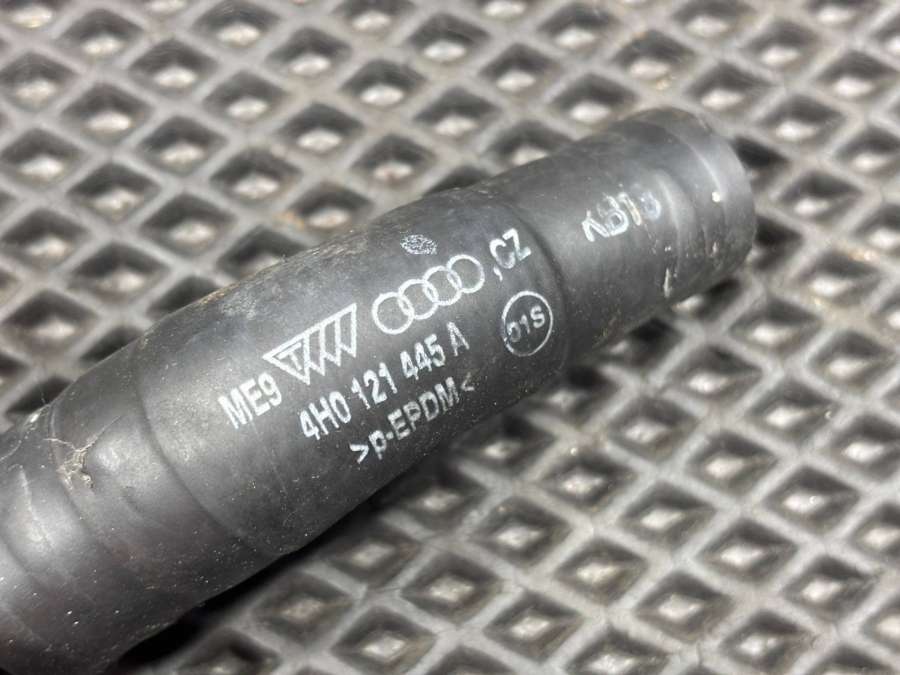 ME9 ,CZ
4H0 121 445 A
>p-EPDM<
01S